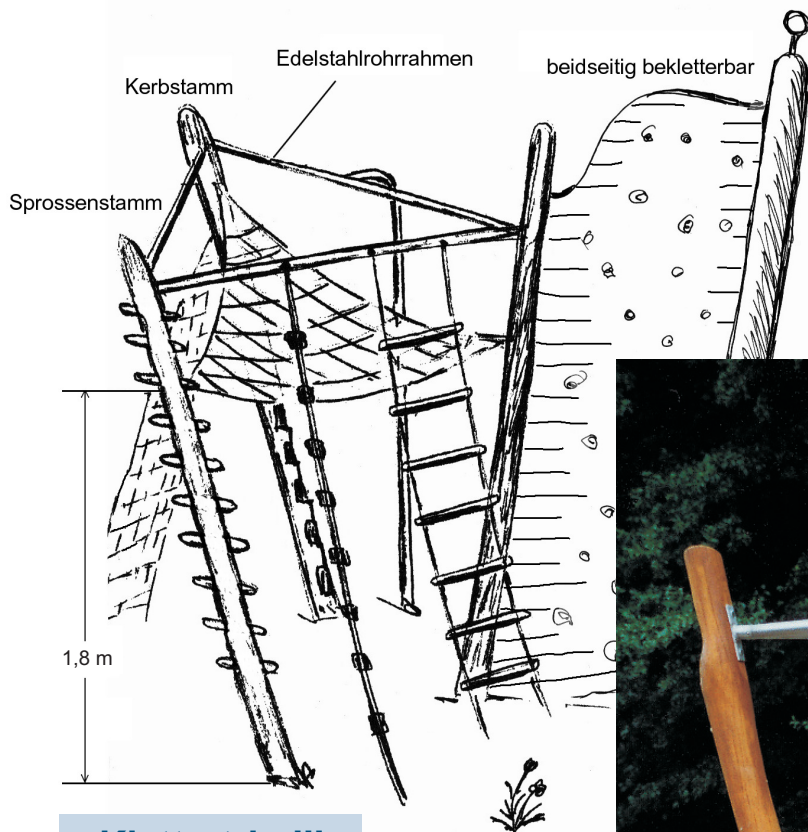 Edelstahlrohrrahmen
beidseitig bekletterbar
Kerbstamm
Sprossenstamm
1,8 m